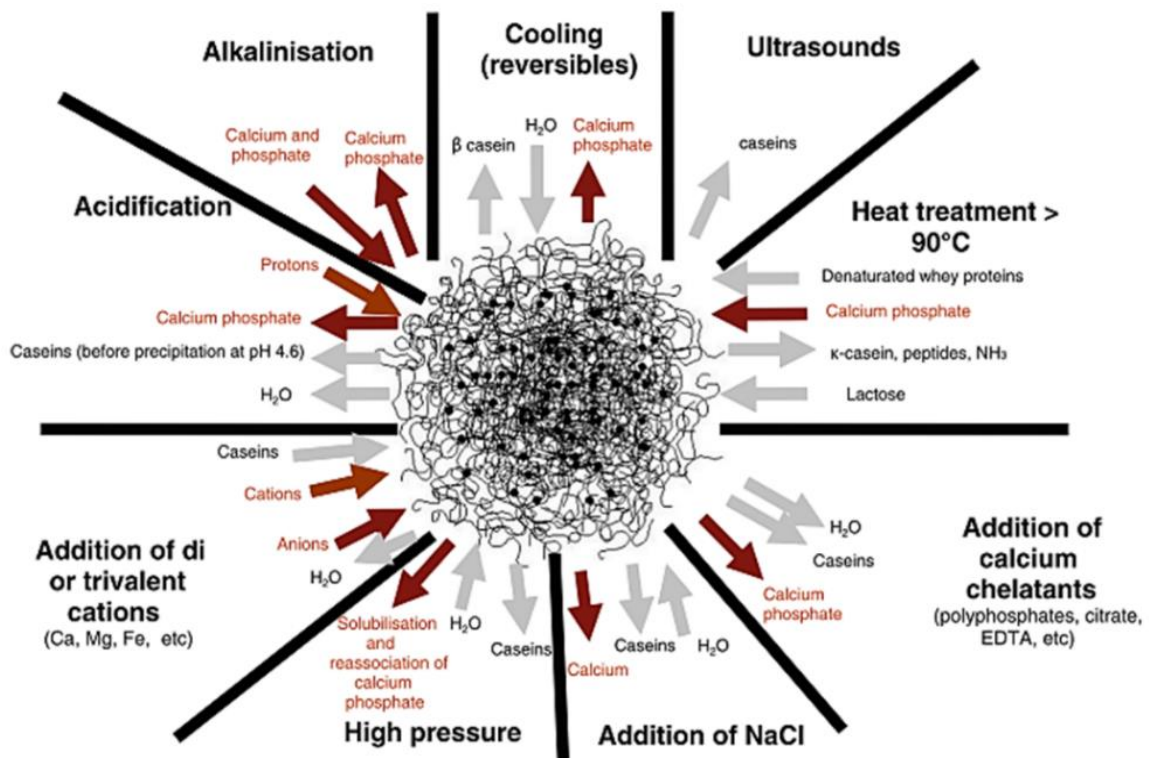 Alkalinisation
Calcium and
phosphate
Calcium
phosphate
Cooling
(reversibles)
β casein
H₂O
Calcium
phosphate
Ultrasounds
caseins
Heat treatment >
90°C
Denaturated whey proteins
Calcium phosphate
κ-casein, peptides, NH₃
Lactose
Acidification
Protons
Calcium phosphate
Caseins (before precipitation at pH 4.6)
H₂O
Caseins
Cations
Anions
H₂O
Addition of di
or trivalent
cations
(Ca, Mg, Fe, etc)
Solubilisation
and
reassociation of
calcium
phosphate
H₂O
Caseins
High pressure
Calcium
Caseins
H₂O
Addition of NaCl
H₂O
Caseins
Calcium
phosphate
Addition of
calcium
chelatants
(polyphosphates, citrate,
EDTA, etc)